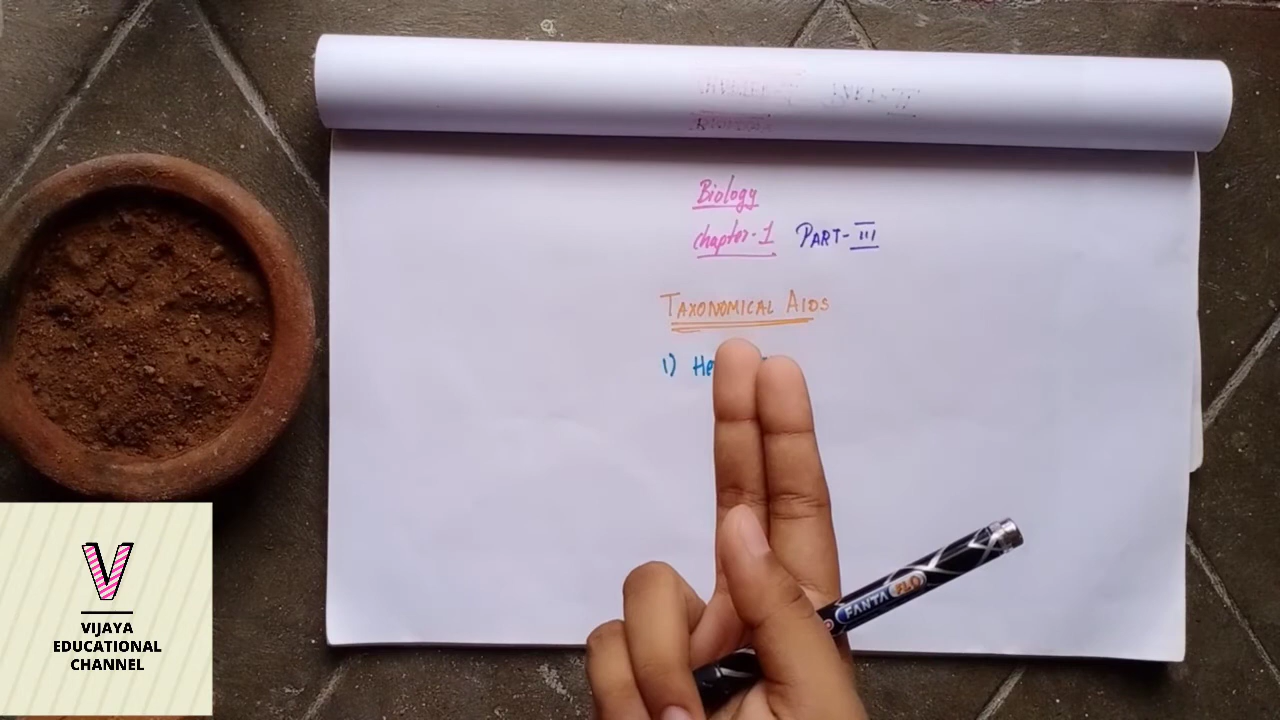 Biology
Chapter-1 PART-III
TAXONOMICAL AIDS
1) He
FANTA FLO
V
VIJAYA
EDUCATIONAL
CHANNEL